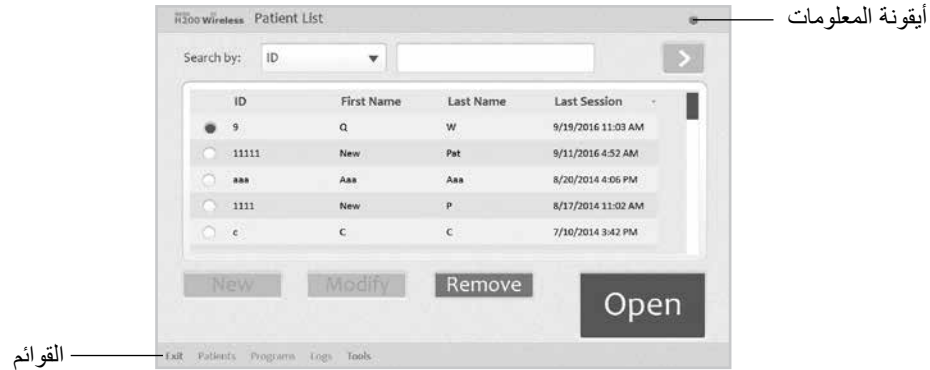 H200 Wireless Patient List
أيقونة المعلومات
Search by: ID
ID First Name Last Name Last Session
9 Q W 9/19/2016 11:03 AM
11111 New Pat 9/11/2016 4:52 AM
aaa Aaa Aaa 8/20/2014 4:06 PM
1111 New P 8/17/2014 11:02 AM
c C C 7/10/2014 3:42 PM
New Modify Remove Open
القوائم
Exit Patients Programs Logs Tools